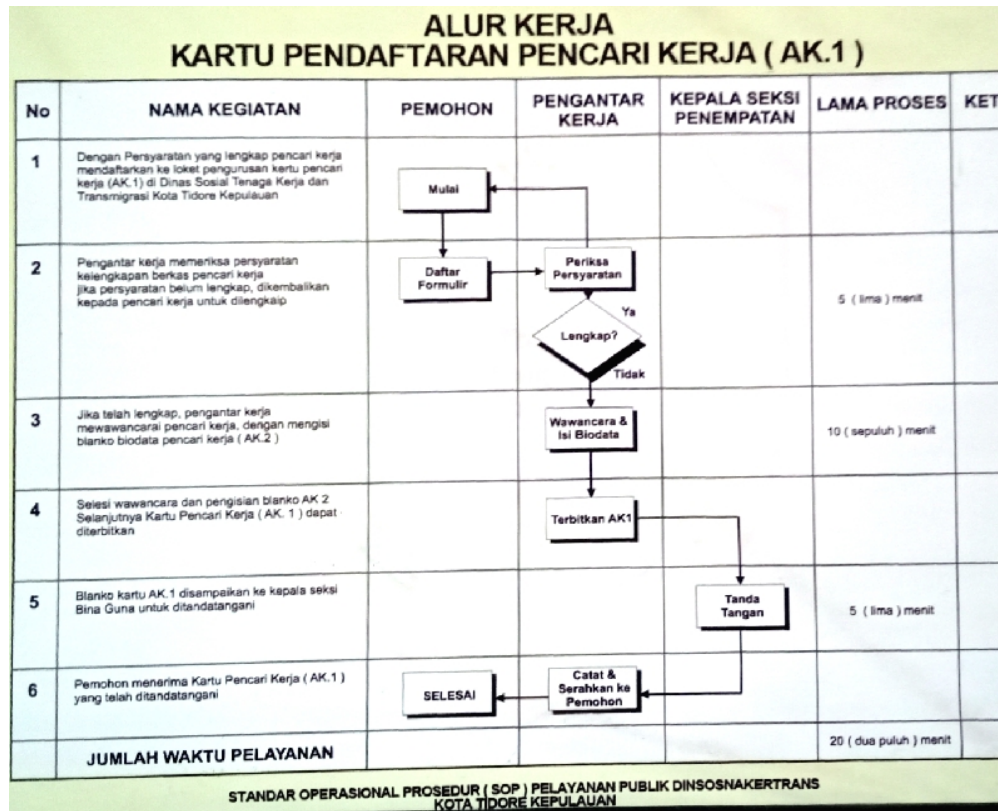 ALUR KERJA
KARTU PENDAFTARAN PENCARI KERJA ( AK.1 )
No
NAMA KEGIATAN
PEMOHON
PENGANTAR
KERJA
KEPALA SEKSI
PENEMPATAN
LAMA PROSES
KET
1
Dengan Persyaratan yang lengkap pencari kerja
mendaftarkan ke loket pengurusan kertu pencari
kerja (AK.1) di Dinas Sosial Tenaga Kerja dan
Transmigrasi Kota Tidore Kepulauan
Mulai
2
Pengantar kerja memeriksa persyaratan
kelengkapan berkas pencari kerja
jika persyaratan belum lengkap, dikembalikan
kepada pencari kerja untuk dilengkaip
Daftar
Formulir
Periksa
Persyaratan
Ya
Lengkap?
Tidak
5 ( lima ) menit
3
Jika telah lengkap, pengantar kerja
mewawancarai pencari kerja, dengan mengisi
blanko biodata pencari kerja ( AK.2 )
Wawancara &
Isi Biodata
10 ( sepuluh ) menit
4
Selesi wawancara dan pengisian blanko AK 2
Selanjutnya Kartu Pencari Kerja ( AK. 1 ) dapat
diterbitkan
Terbitkan AK1
5
Blanko kartu AK.1 disampaikan ke kepala seksi
Bina Guna untuk ditandatangani
Tanda
Tangan
5 ( lima ) menit
6
Pemohon menerima Kartu Pencari Kerja ( AK.1 )
yang telah ditandatangani
SELESAI
Catat &
Serahkan ke
Pemohon
JUMLAH WAKTU PELAYANAN
20 ( dua puluh ) menit
STANDAR OPERASIONAL PROSEDUR ( SOP ) PELAYANAN PUBLIK DINSOSNAKERTRANS
KOTA TIDORE KEPULAUAN